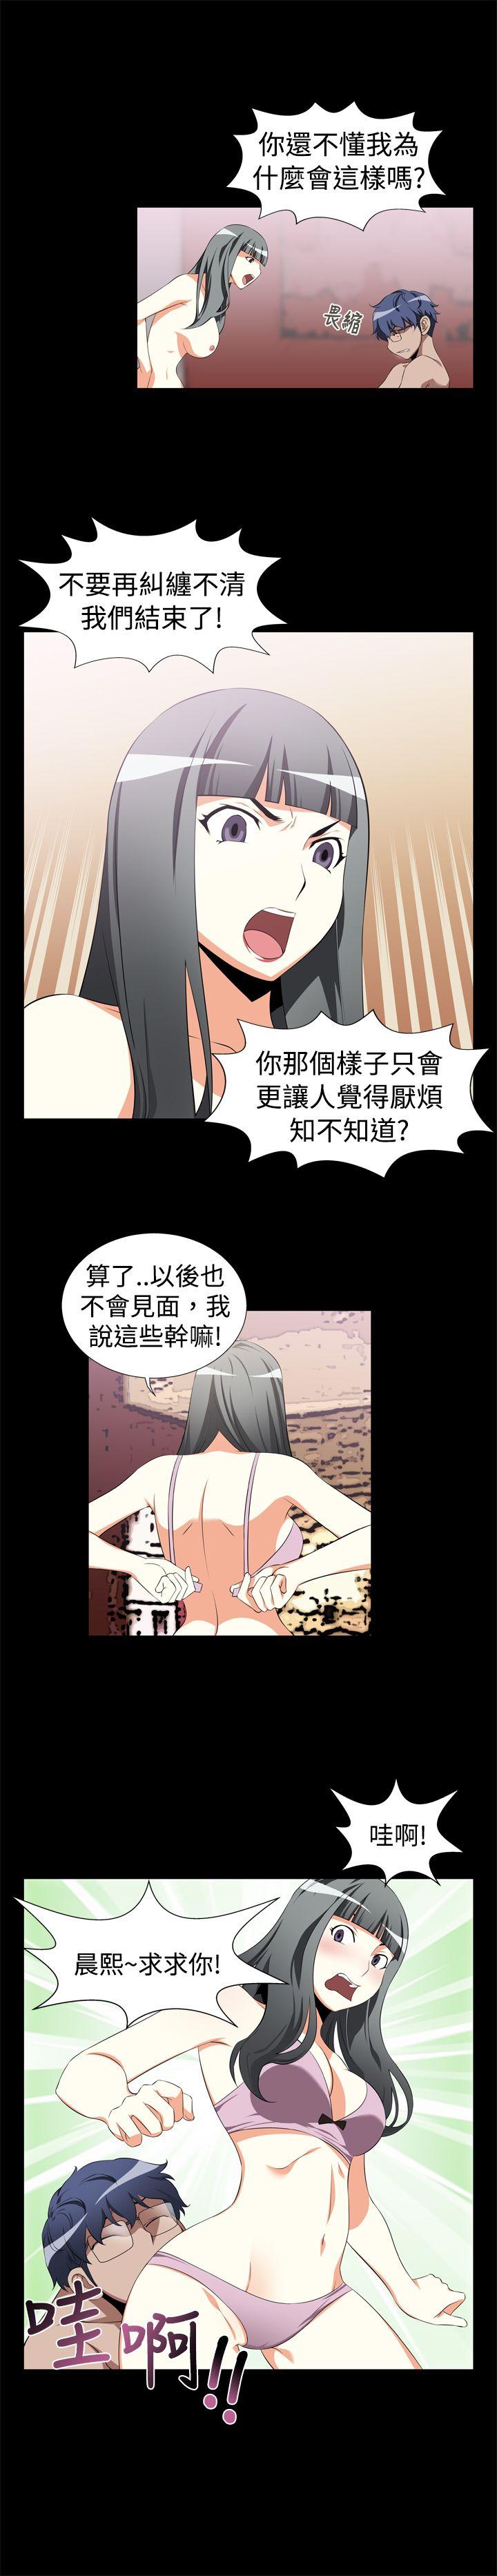 你還不懂我為
什麼會這樣嗎?
畏縮
不要再糾纏不清
我們結束了!
你那個樣子只會
更讓人覺得厭煩
知不知道?
算了..以後也
不會見面，我
說這些幹嘛!
哇啊!
晨熙~求求你!
哇啊!!